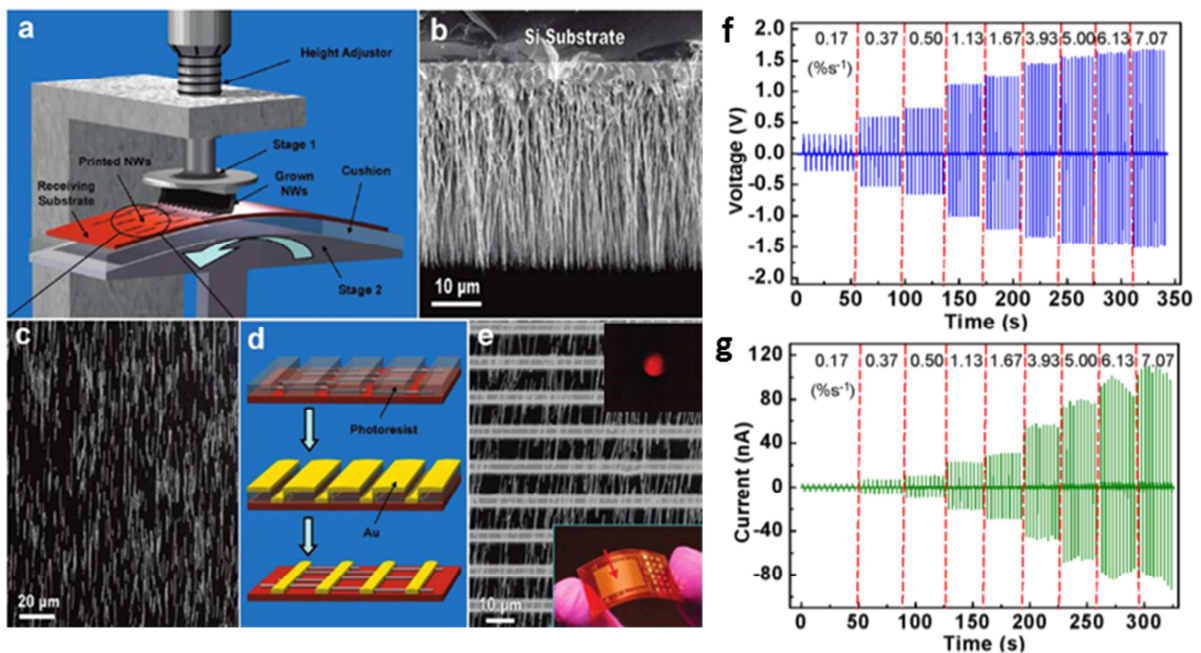 a
Height Adjustor
Stage 1
Printed NWs
Grown
NWs
Cushion
Receiving
Substrate
Stage 2
b
Si Substrate
10 µm
c
20 µm
d
Photoresist
Au
e
10 µm
f
2.0
1.5
1.0
0.5
0.0
-0.5
-1.0
-1.5
-2.0
Voltage (V)
0.17 0.37 0.50 1.13 1.67 3.93 5.00 6.13 7.07
(%s⁻¹)
0 50 100 150 200 250 300 350
Time (s)
g
120
80
40
0
-40
-80
Currrent (nA)
0.17 0.37 0.50 1.13 1.67 3.93 5.00 6.13 7.07
(%s⁻¹)
0 50 100 150 200 250 300
Time (s)